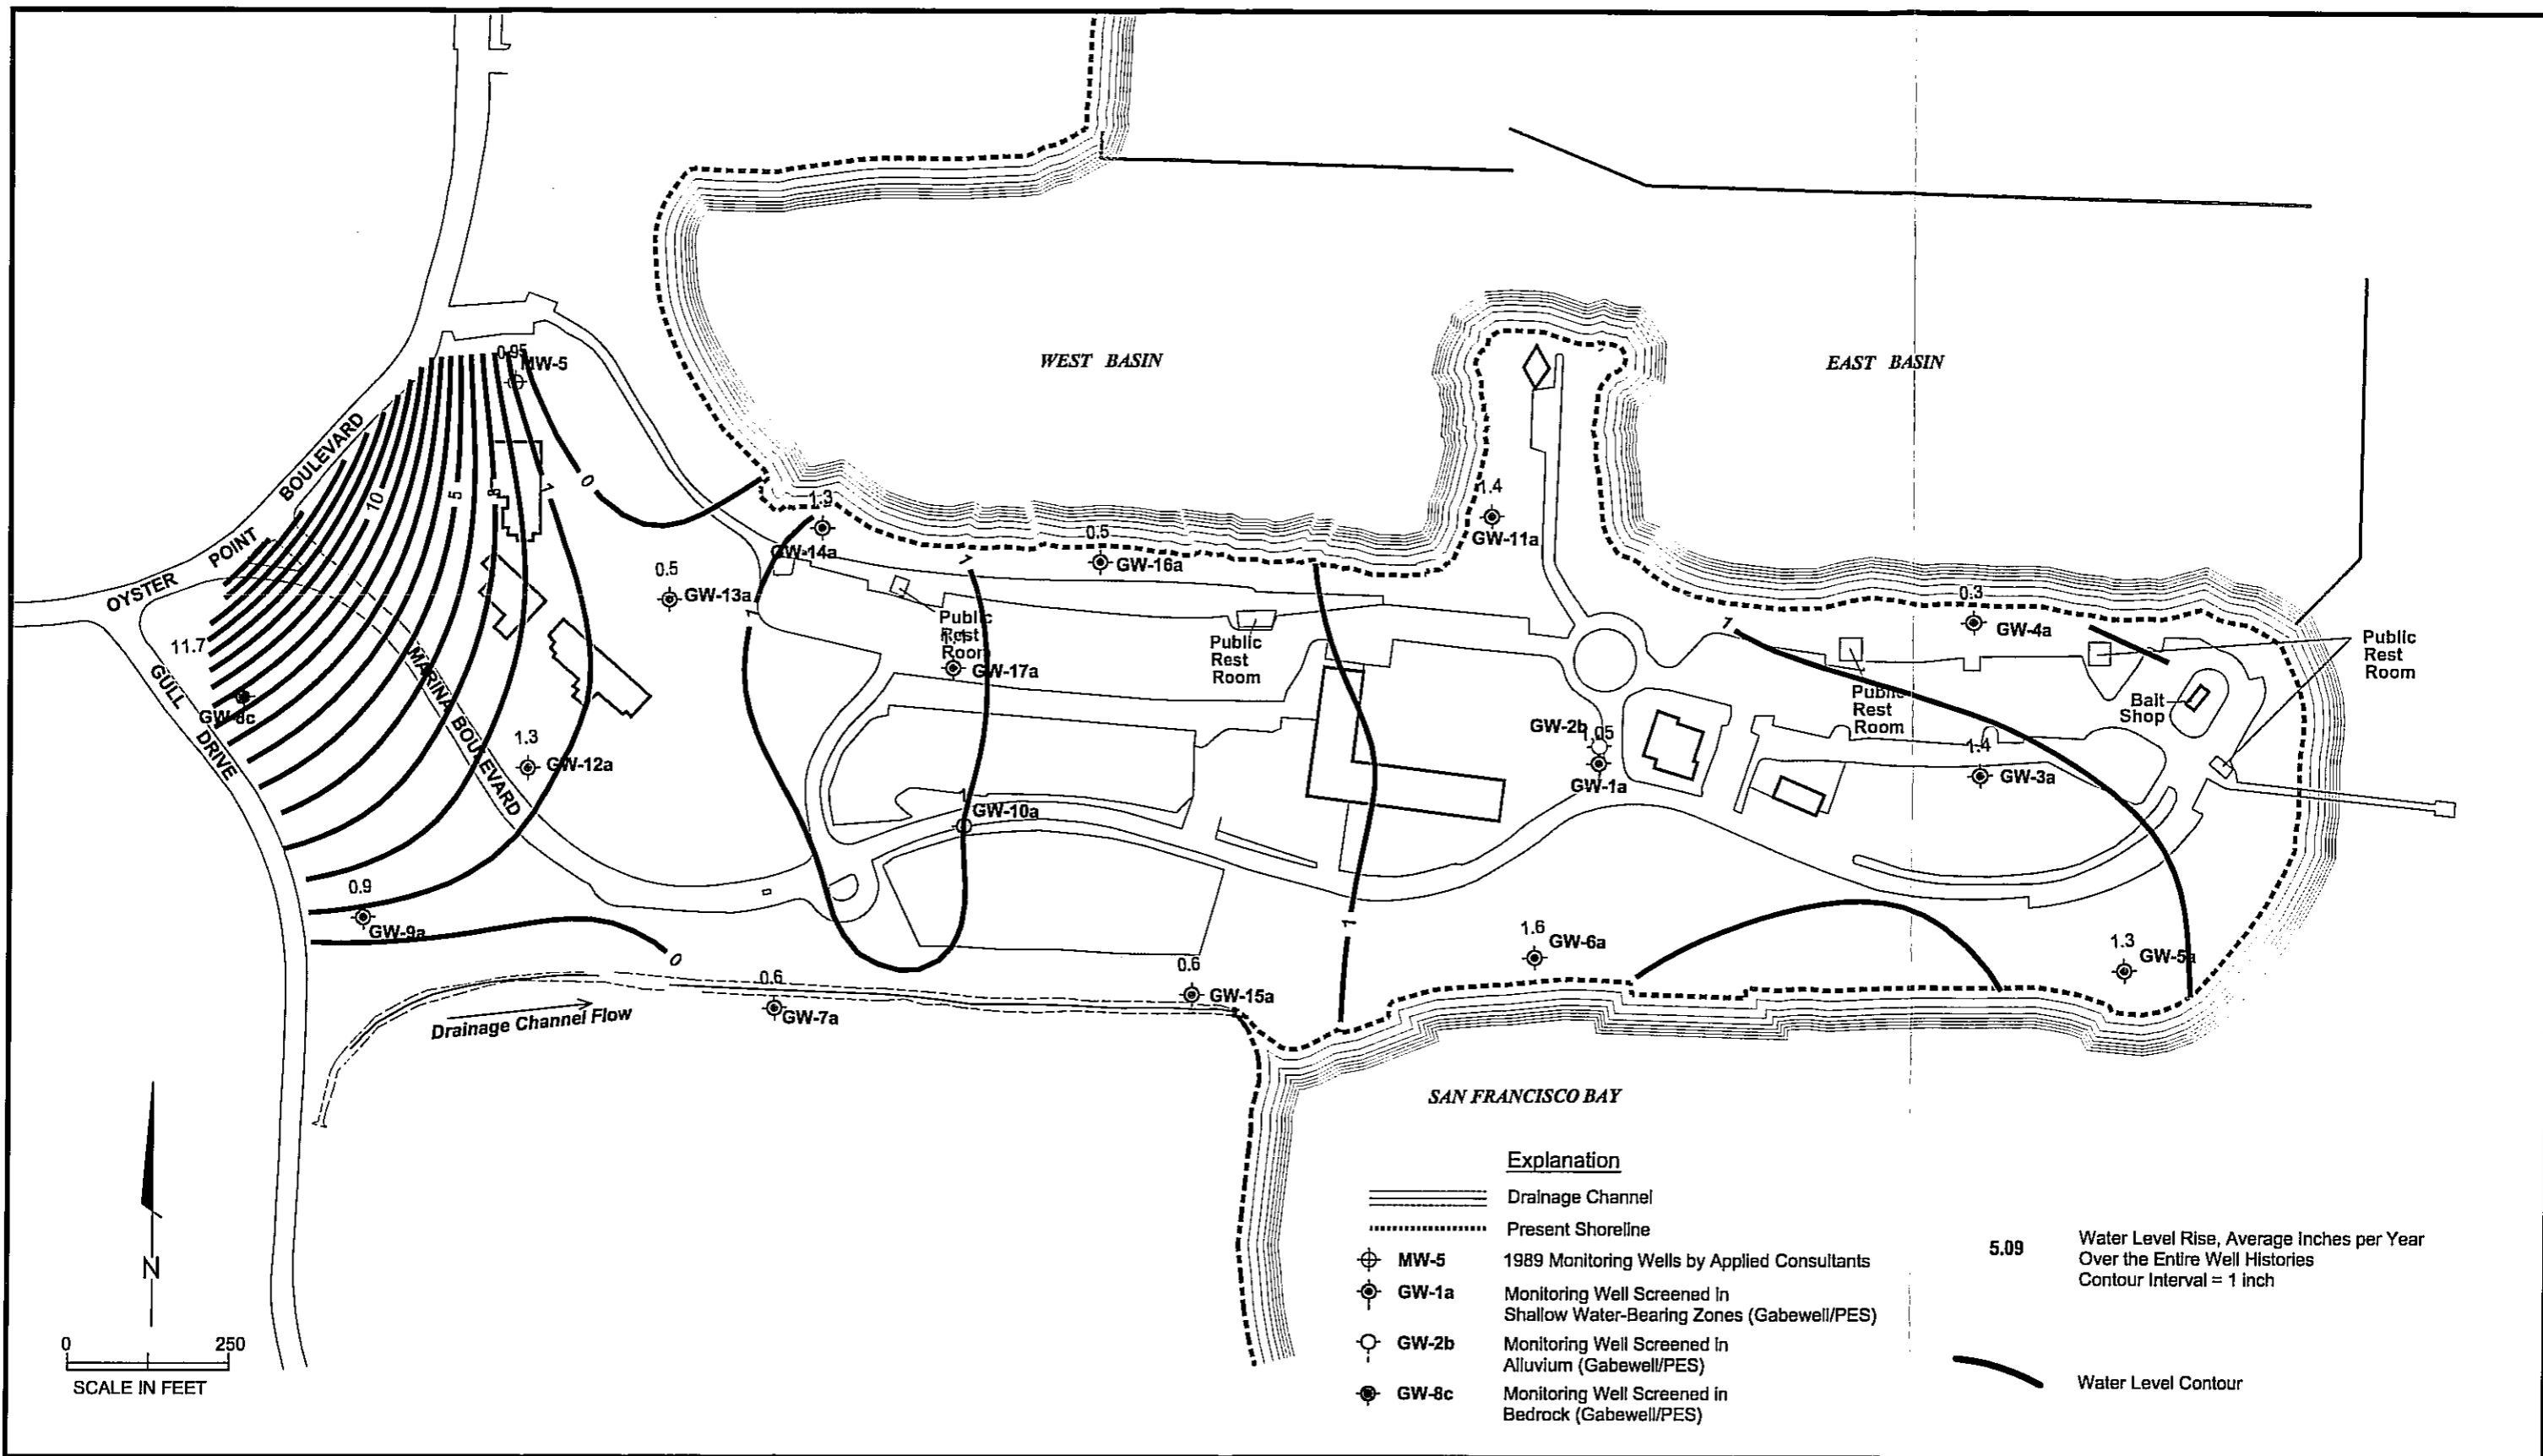 WEST BASIN
EAST BASIN
0.95
MW-5
BOULEVARD
POINT
OYSTER
10
5
3
1
0
1.3
GW-14a
0.5
GW-13a
1
1
0.5
GW-16a
1.4
GW-11a
0.3
GW-4a
1
Public
Rest
Room
GW-17a
Public
Rest
Room
Public
Rest
Room
Public
Rest
Room
Bait
Shop
11.7
GW-8c
GULL
DRIVE
MARINA BOULEVARD
1.3
GW-12a
GW-2b
1.05
GW-1a
1.4
GW-3a
1
GW-10a
0.9
GW-9a
0
1
1.6
GW-6a
1.3
GW-5a
0.6
GW-7a
0.6
GW-15a
Drainage Channel Flow
SAN FRANCISCO BAY
N
0 250
SCALE IN FEET
Explanation
Drainage Channel
Present Shoreline
MW-5 1989 Monitoring Wells by Applied Consultants
GW-1a Monitoring Well Screened in
Shallow Water-Bearing Zones (Gabewell/PES)
GW-2b Monitoring Well Screened in
Alluvium (Gabewell/PES)
GW-8c Monitoring Well Screened in
Bedrock (Gabewell/PES)
5.09 Water Level Rise, Average Inches per Year
Over the Entire Well Histories
Contour Interval = 1 inch
Water Level Contour